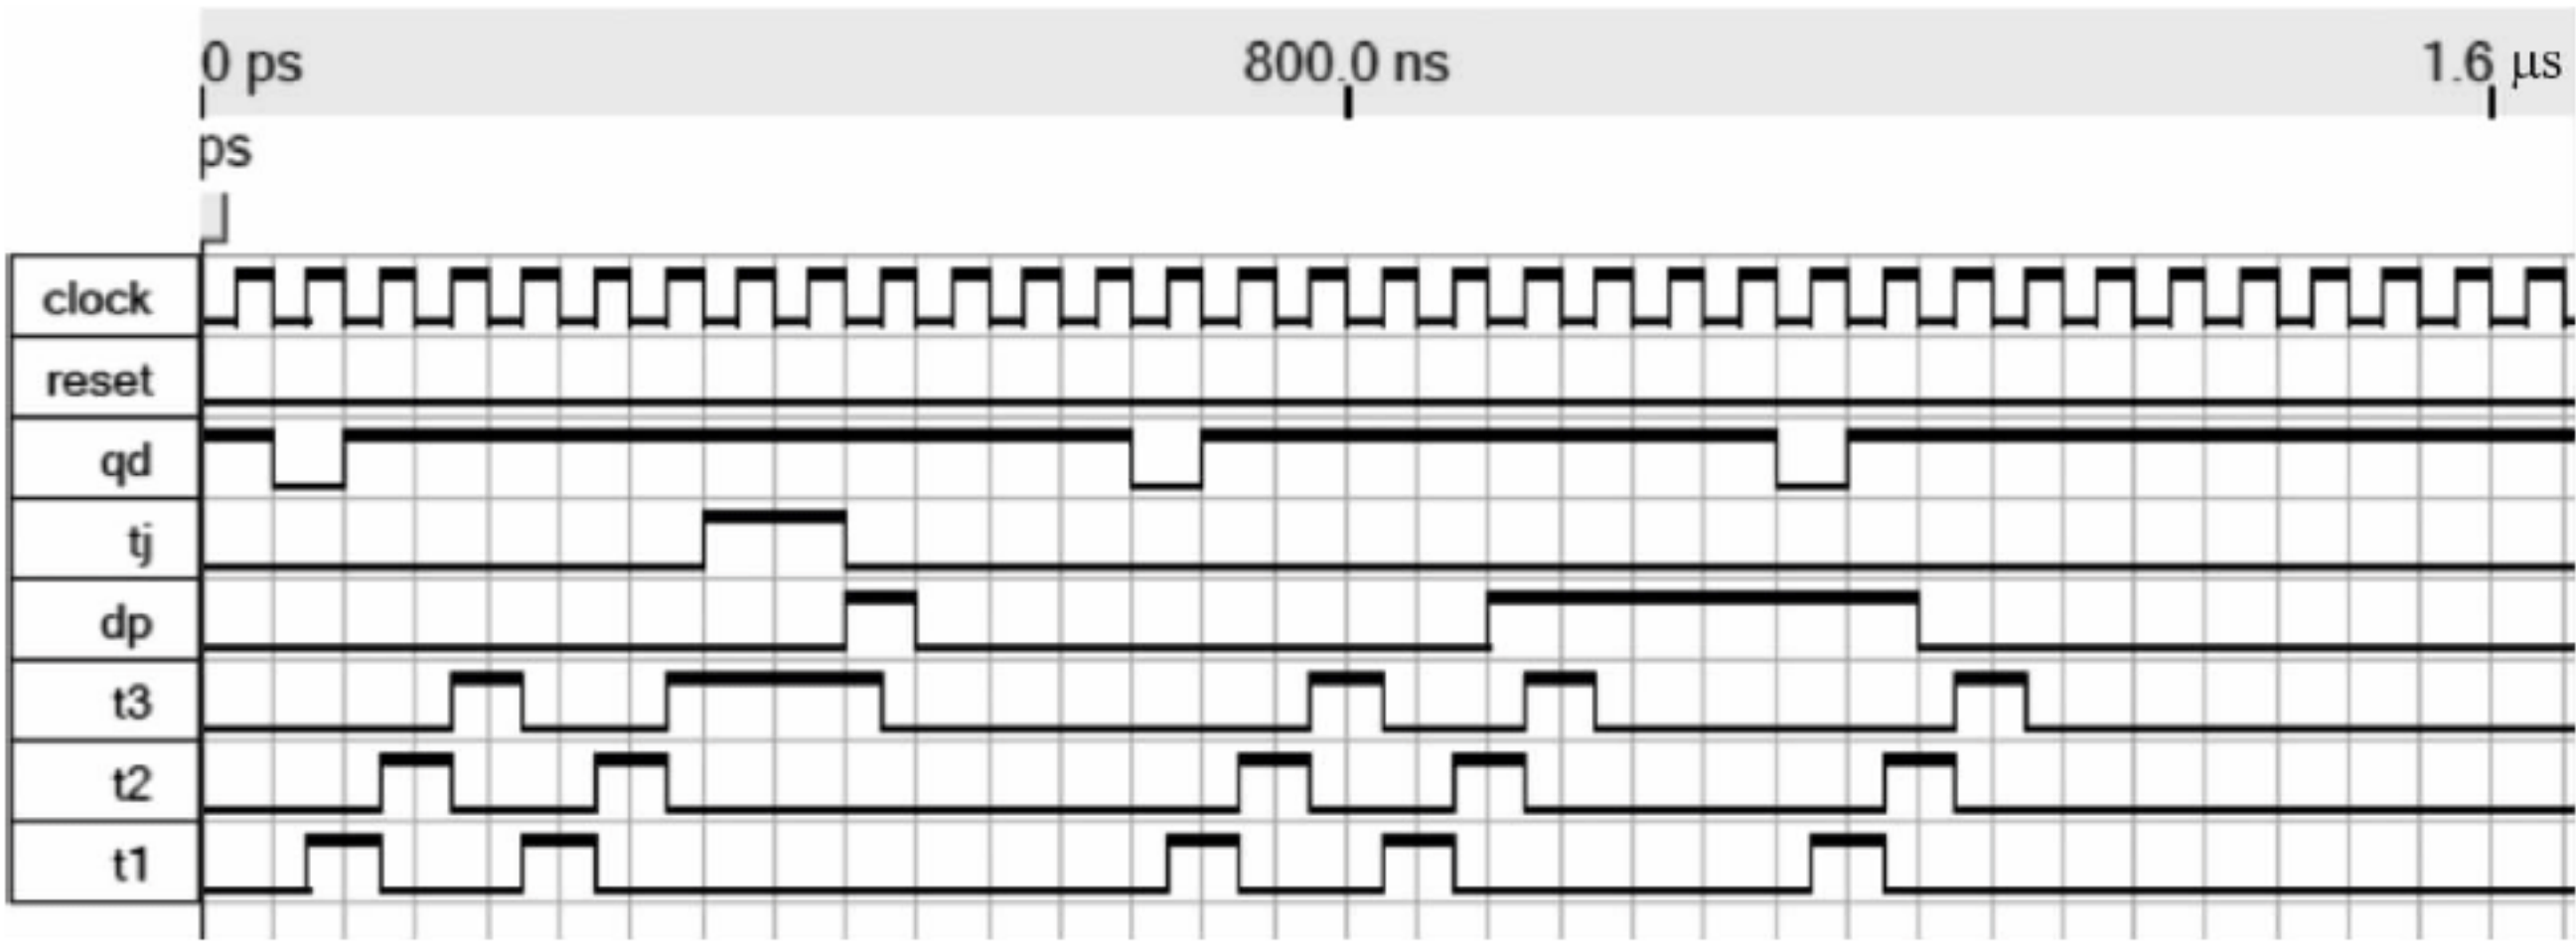 0 ps 800.0 ns 1.6 μs
ps
clock
reset
qd
tj
dp
t3
t2
t1